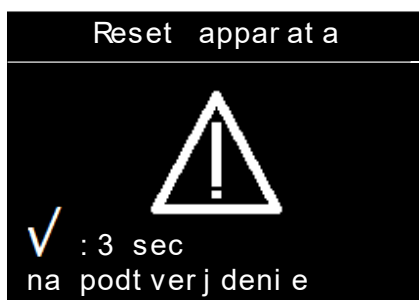 Reset apparata
√ : 3 sec
na podtverjdenie